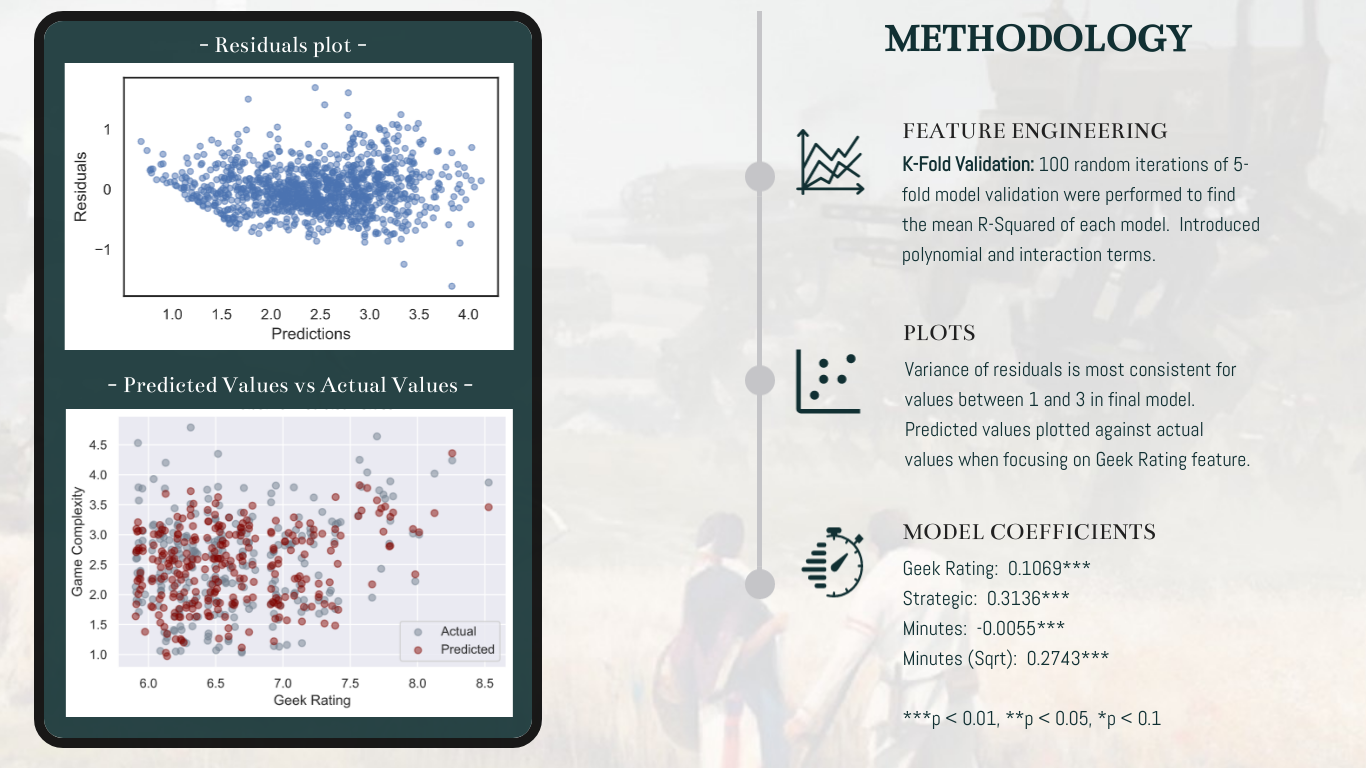 - Residuals plot -
Residuals
1
0
−1
1.0 1.5 2.0 2.5 3.0 3.5 4.0
Predictions
- Predicted Values vs Actual Values -
Game Complexity
4.5
4.0
3.5
3.0
2.5
2.0
1.5
1.0
Actual
Predicted
6.0 6.5 7.0 7.5 8.0 8.5
Geek Rating
METHODOLOGY
FEATURE ENGINEERING
K-Fold Validation: 100 random iterations of 5-
fold model validation were performed to find
the mean R-Squared of each model. Introduced
polynomial and interaction terms.
PLOTS
Variance of residuals is most consistent for
values between 1 and 3 in final model.
Predicted values plotted against actual
values when focusing on Geek Rating feature.
MODEL COEFFICIENTS
Geek Rating: 0.1069***
Strategic: 0.3136***
Minutes: -0.0055***
Minutes (Sqrt): 0.2743***
***p < 0.01, **p < 0.05, *p < 0.1